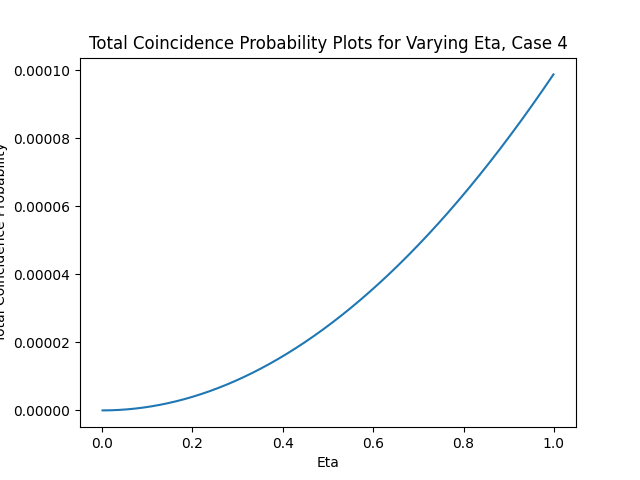 Total Coincidence Probability Plots for Varying Eta, Case 4
0.00010
0.00008
0.00006
0.00004
0.00002
0.00000
Total Coincidence Probability
0.0 0.2 0.4 0.6 0.8 1.0
Eta